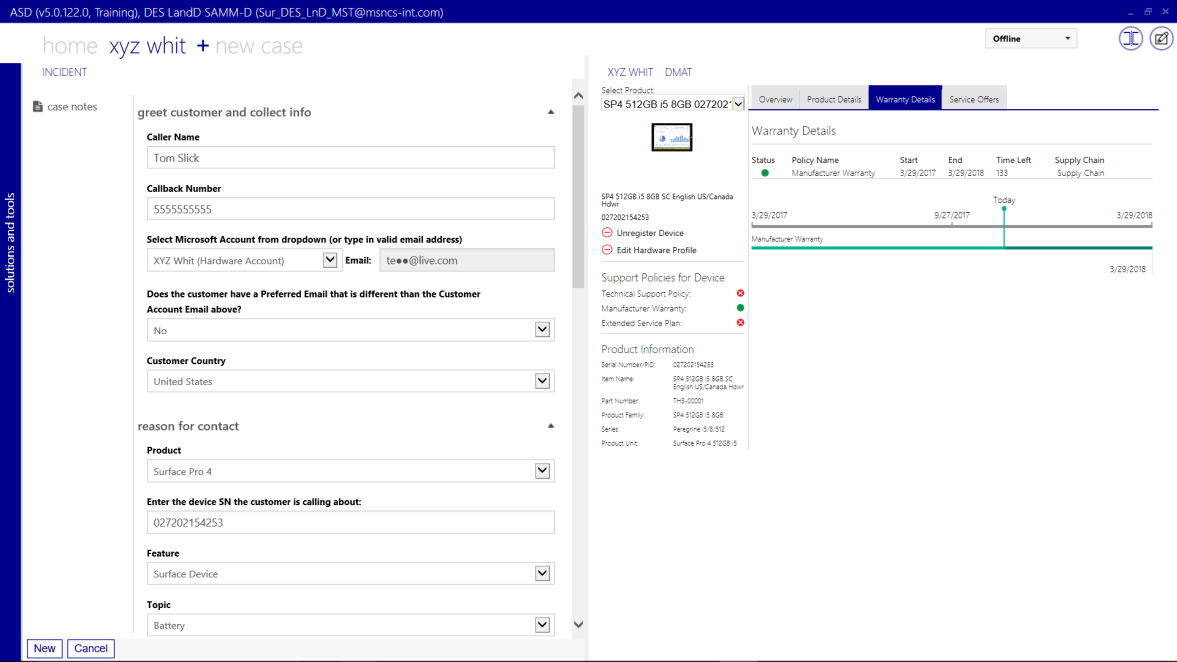 ASD (v5.0.122.0, Training), DES LandD SAMM-D (Sur_DES_LnD_MST@msncs-int.com)
home xyz whit + new case
Offline
solutions and tools
INCIDENT
case notes
greet customer and collect info
Caller Name
Tom Slick
Callback Number
5555555555
Select Microsoft Account from dropdown (or type in valid email address)
XYZ Whit (Hardware Account) Email: te●●@live.com
Does the customer have a Preferred Email that is different than the Customer
Account Email above?
No
Customer Country
United States
reason for contact
Product
Surface Pro 4
Enter the device SN the customer is calling about:
027202154253
Feature
Surface Device
Topic
Battery
New Cancel
XYZ WHIT DMAT
Select Product:
SP4 512GB i5 8GB 027202
SP4 512GB i5 8GB SC English US/Canada
Hdwr
027202154253
Unregister Device
Edit Hardware Profile
Support Policies for Device
Technical Support Policy:
Manufacturer Warranty:
Extended Service Plan:
Product Information
Serial Number/PID: 027202154253
Item Name: SP4 512GB i5 8GB SC
English US/Canada Hdwr
Part Number: TH3-00001
Product Family: SP4 512GB i5 8GB
Series: Peregrine i5/8/512
Product Unit: Surface Pro 4 512GB i5
Overview Product Details Warranty Details Service Offers
Warranty Details
Status Policy Name Start End Time Left Supply Chain
Manufacturer Warranty 3/29/2017 3/29/2018 133 Supply Chain
Today
3/29/2017 9/27/2017 3/29/2018
Manufacturer Warranty
3/29/2018